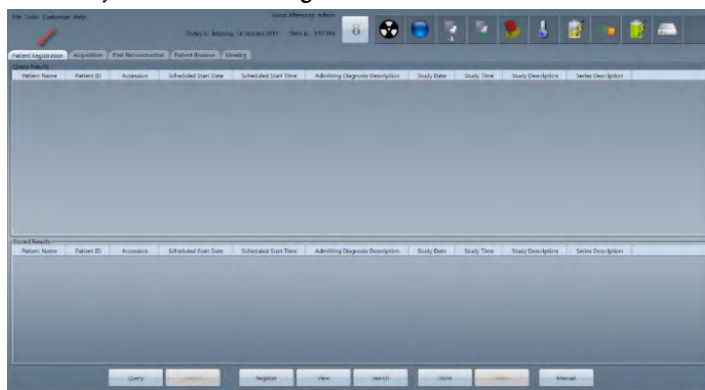 File Tools Customize Help
Good Afternoon, Admin
Today is: Monday, 16 January 2017 Time is: 3:57 PM
Patient Registration Acquisition Post Reconstruction Patient Browse Viewing
Query Results
Patient Name Patient ID Accession Scheduled Start Date Scheduled Start Time Admitting Diagnosis Description Study Date Study Time Study Description Series Description
Stored Results
Patient Name Patient ID Accession Scheduled Start Date Scheduled Start Time Admitting Diagnosis Description Study Date Study Time Study Description Series Description
Query Register View Search Store Manual